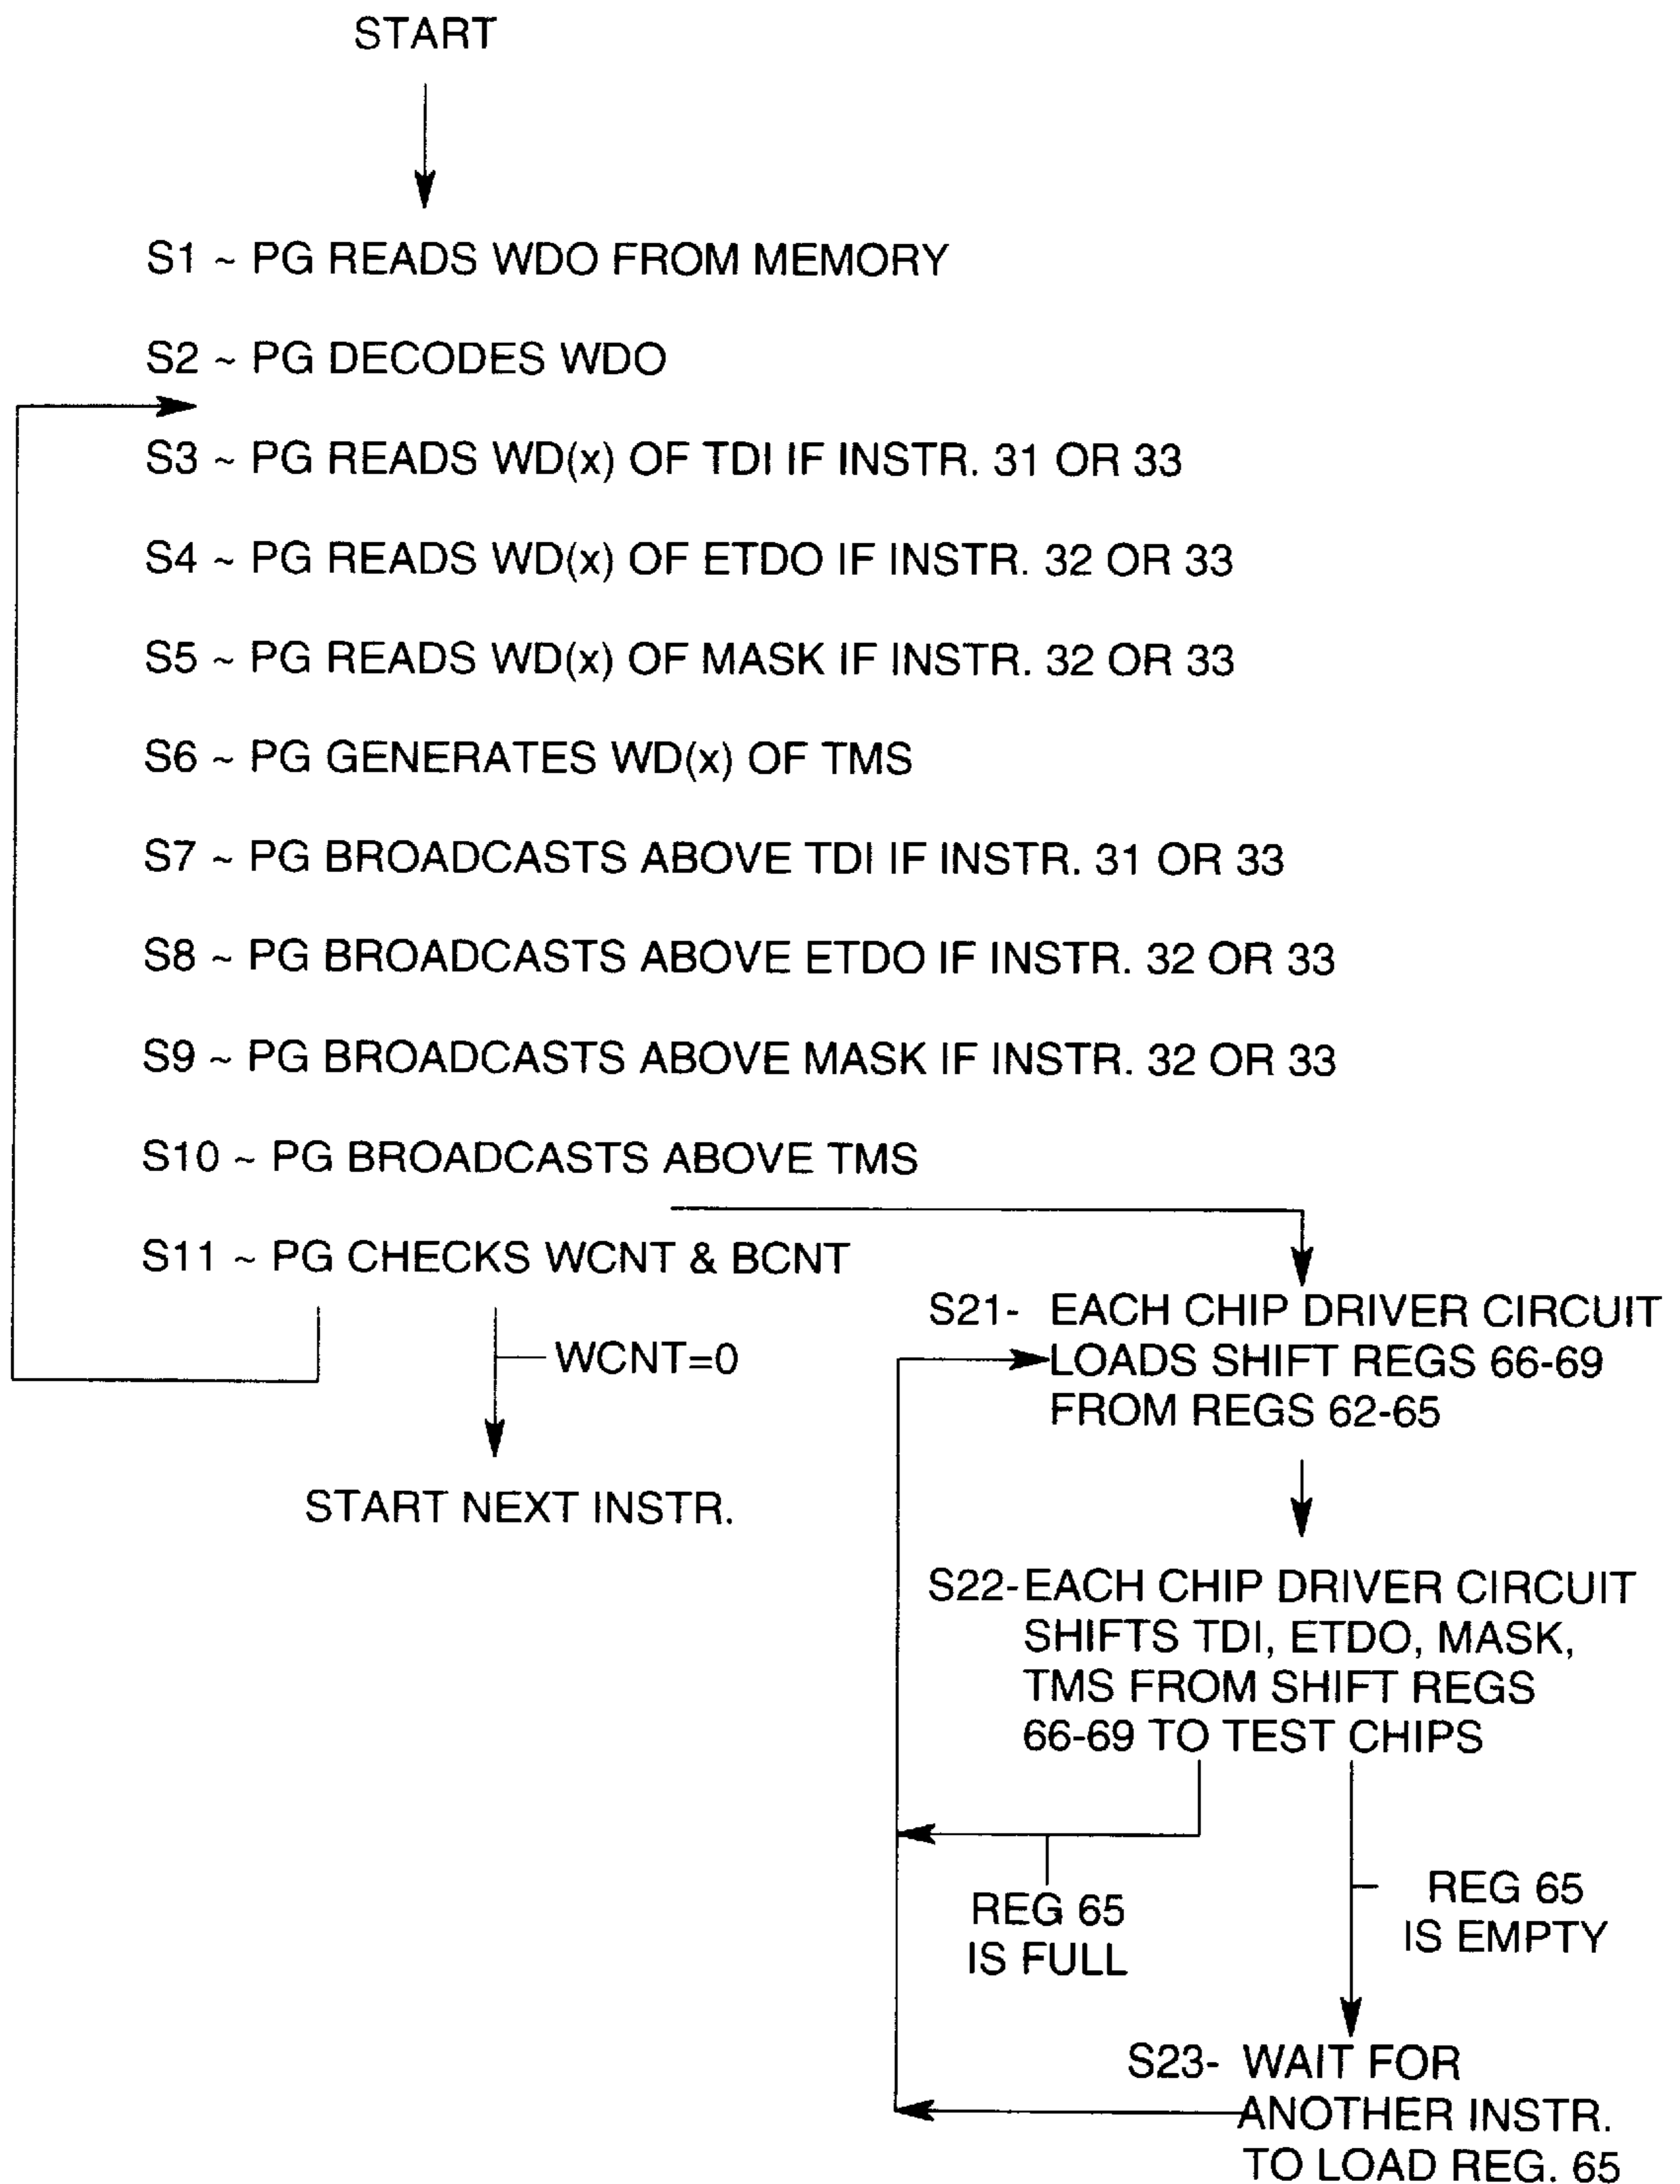 START
S1 ~ PG READS WDO FROM MEMORY
S2 ~ PG DECODES WDO
S3 ~ PG READS WD(x) OF TDI IF INSTR. 31 OR 33
S4 ~ PG READS WD(x) OF ETDO IF INSTR. 32 OR 33
S5 ~ PG READS WD(x) OF MASK IF INSTR. 32 OR 33
S6 ~ PG GENERATES WD(x) OF TMS
S7 ~ PG BROADCASTS ABOVE TDI IF INSTR. 31 OR 33
S8 ~ PG BROADCASTS ABOVE ETDO IF INSTR. 32 OR 33
S9 ~ PG BROADCASTS ABOVE MASK IF INSTR. 32 OR 33
S10 ~ PG BROADCASTS ABOVE TMS
S11 ~ PG CHECKS WCNT & BCNT
WCNT=0
START NEXT INSTR.
S21- EACH CHIP DRIVER CIRCUIT
LOADS SHIFT REGS 66-69
FROM REGS 62-65
S22-EACH CHIP DRIVER CIRCUIT
SHIFTS TDI, ETDO, MASK,
TMS FROM SHIFT REGS
66-69 TO TEST CHIPS
REG 65
IS FULL
REG 65
IS EMPTY
S23- WAIT FOR
ANOTHER INSTR.
TO LOAD REG. 65